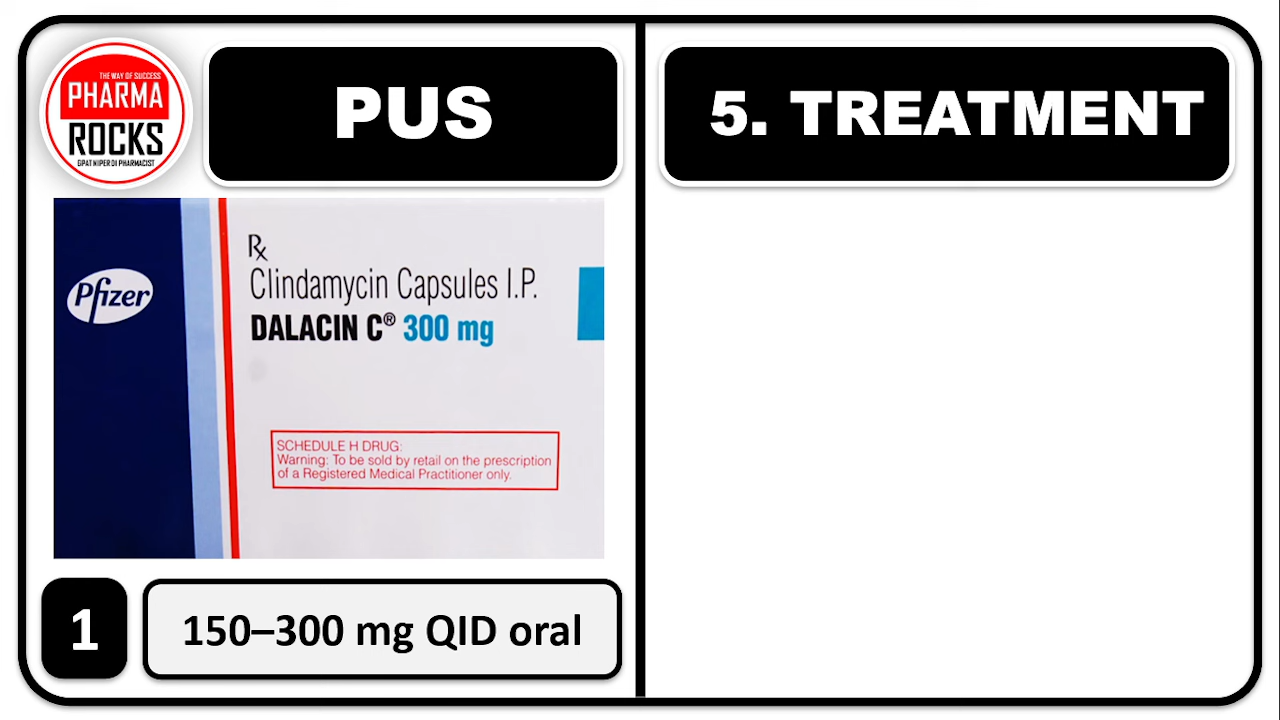 THE WAY OF SUCCESS
PHARMA
ROCKS
GPAT NIPER DI PHARMACIST
PUS
5. TREATMENT
Pfizer
Rx
Clindamycin Capsules I.P.
DALACIN C® 300 mg
SCHEDULE H DRUG:
Warning: To be sold by retail on the prescription
of a Registered Medical Practitioner only.
1
150–300 mg QID oral